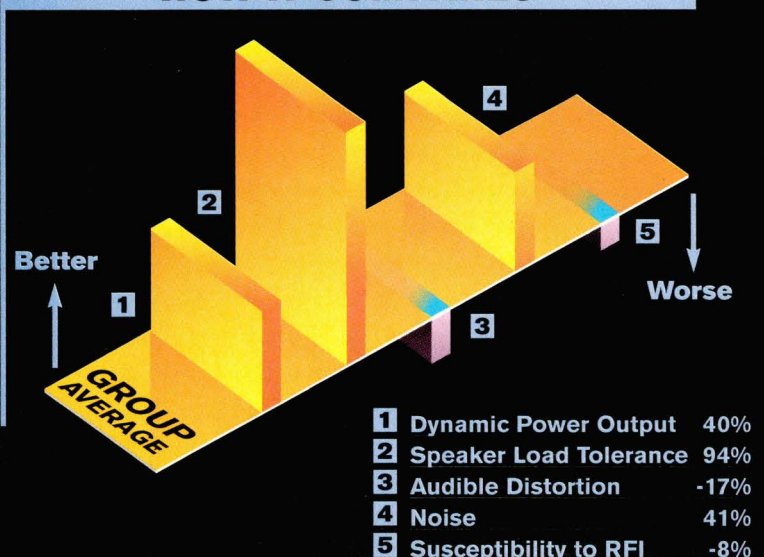 4
2
5
Better
Worse
1
3
GROUP
AVERAGE
1 Dynamic Power Output 40%
2 Speaker Load Tolerance 94%
3 Audible Distortion -17%
4 Noise 41%
5 Susceptibility to RFI -8%